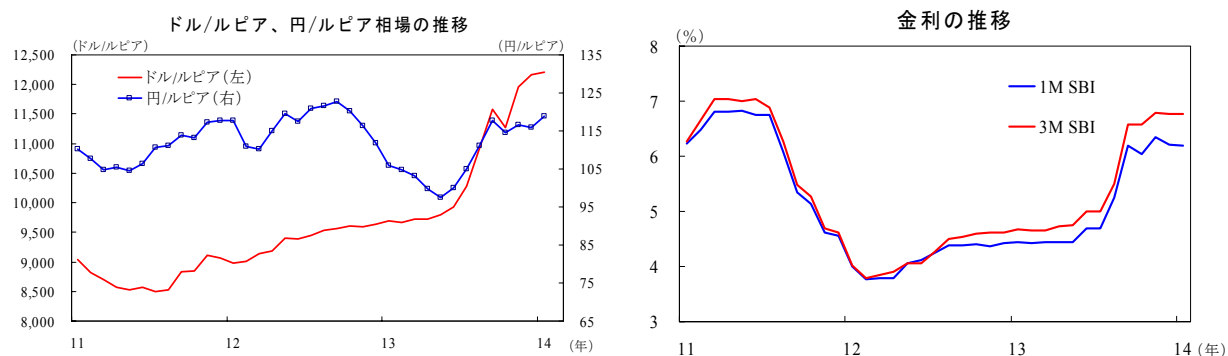 ドル/ルピア、円/ルピア相場の推移
(ドル/ルピア)
(円/ルピア)
12,500
12,000
11,500
11,000
10,500
10,000
9,500
9,000
8,500
8,000
ドル/ルピア(左)
円/ルピア(右)
135
125
115
105
95
85
75
65
11 12 13 14 (年)
金利の推移
(%)
8
7
6
5
4
3
1M SBI
3M SBI
11 12 13 14 (年)